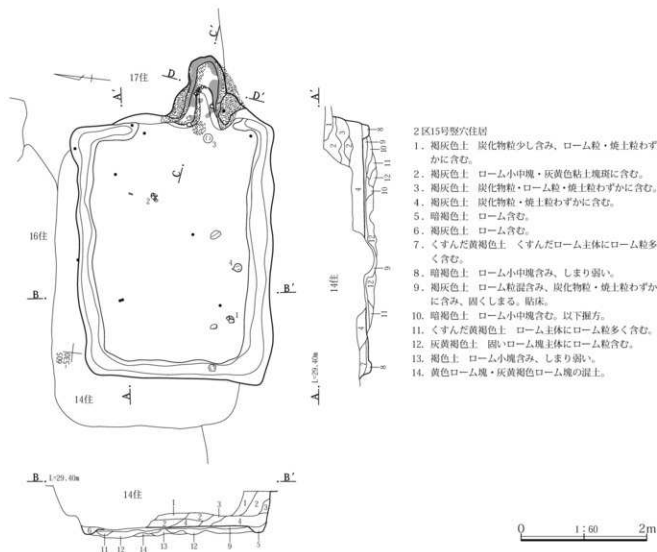 C'
17住
D
D'
A'
A'
3
C
2
16住
14住
4
B
B'
1
605
-530
14住
A
A
L=29.40m
B
L=29.40m
B'
14住
2区15号竪穴住居
1. 褐灰色土 炭化物粒少し含み、ローム粒・焼土粒わず
かに含む。
2. 褐灰色土 ローム小中塊・灰黄色粘土塊斑に含む。
3. 褐灰色土 炭化物粒・ローム粒・焼土粒わずかに含む。
4. 褐灰色土 炭化物粒・焼土粒わずかに含む。
5. 暗褐色土 ローム含む。
6. 褐灰色土 ローム含む。
7. くすんだ黄褐色土 くすんだローム主体にローム粒多
く含む。
8. 暗褐色土 ローム小中塊含み、しまり弱い。
9. 褐灰色土 ローム粒混含み、炭化物粒・焼土粒わずか
に含み、固くしまる。貼床。
10. 暗褐色土 ローム小中塊含む。以下掘方。
11. くすんだ黄褐色土 ローム主体にローム粒多く含む。
12. 灰黄褐色土 固いローム塊主体にローム粒含む。
13. 褐色土 ローム小塊含み、しまり弱い。
14. 黄色ローム塊・灰黄褐色ローム塊の混土。
0 1:60 2m